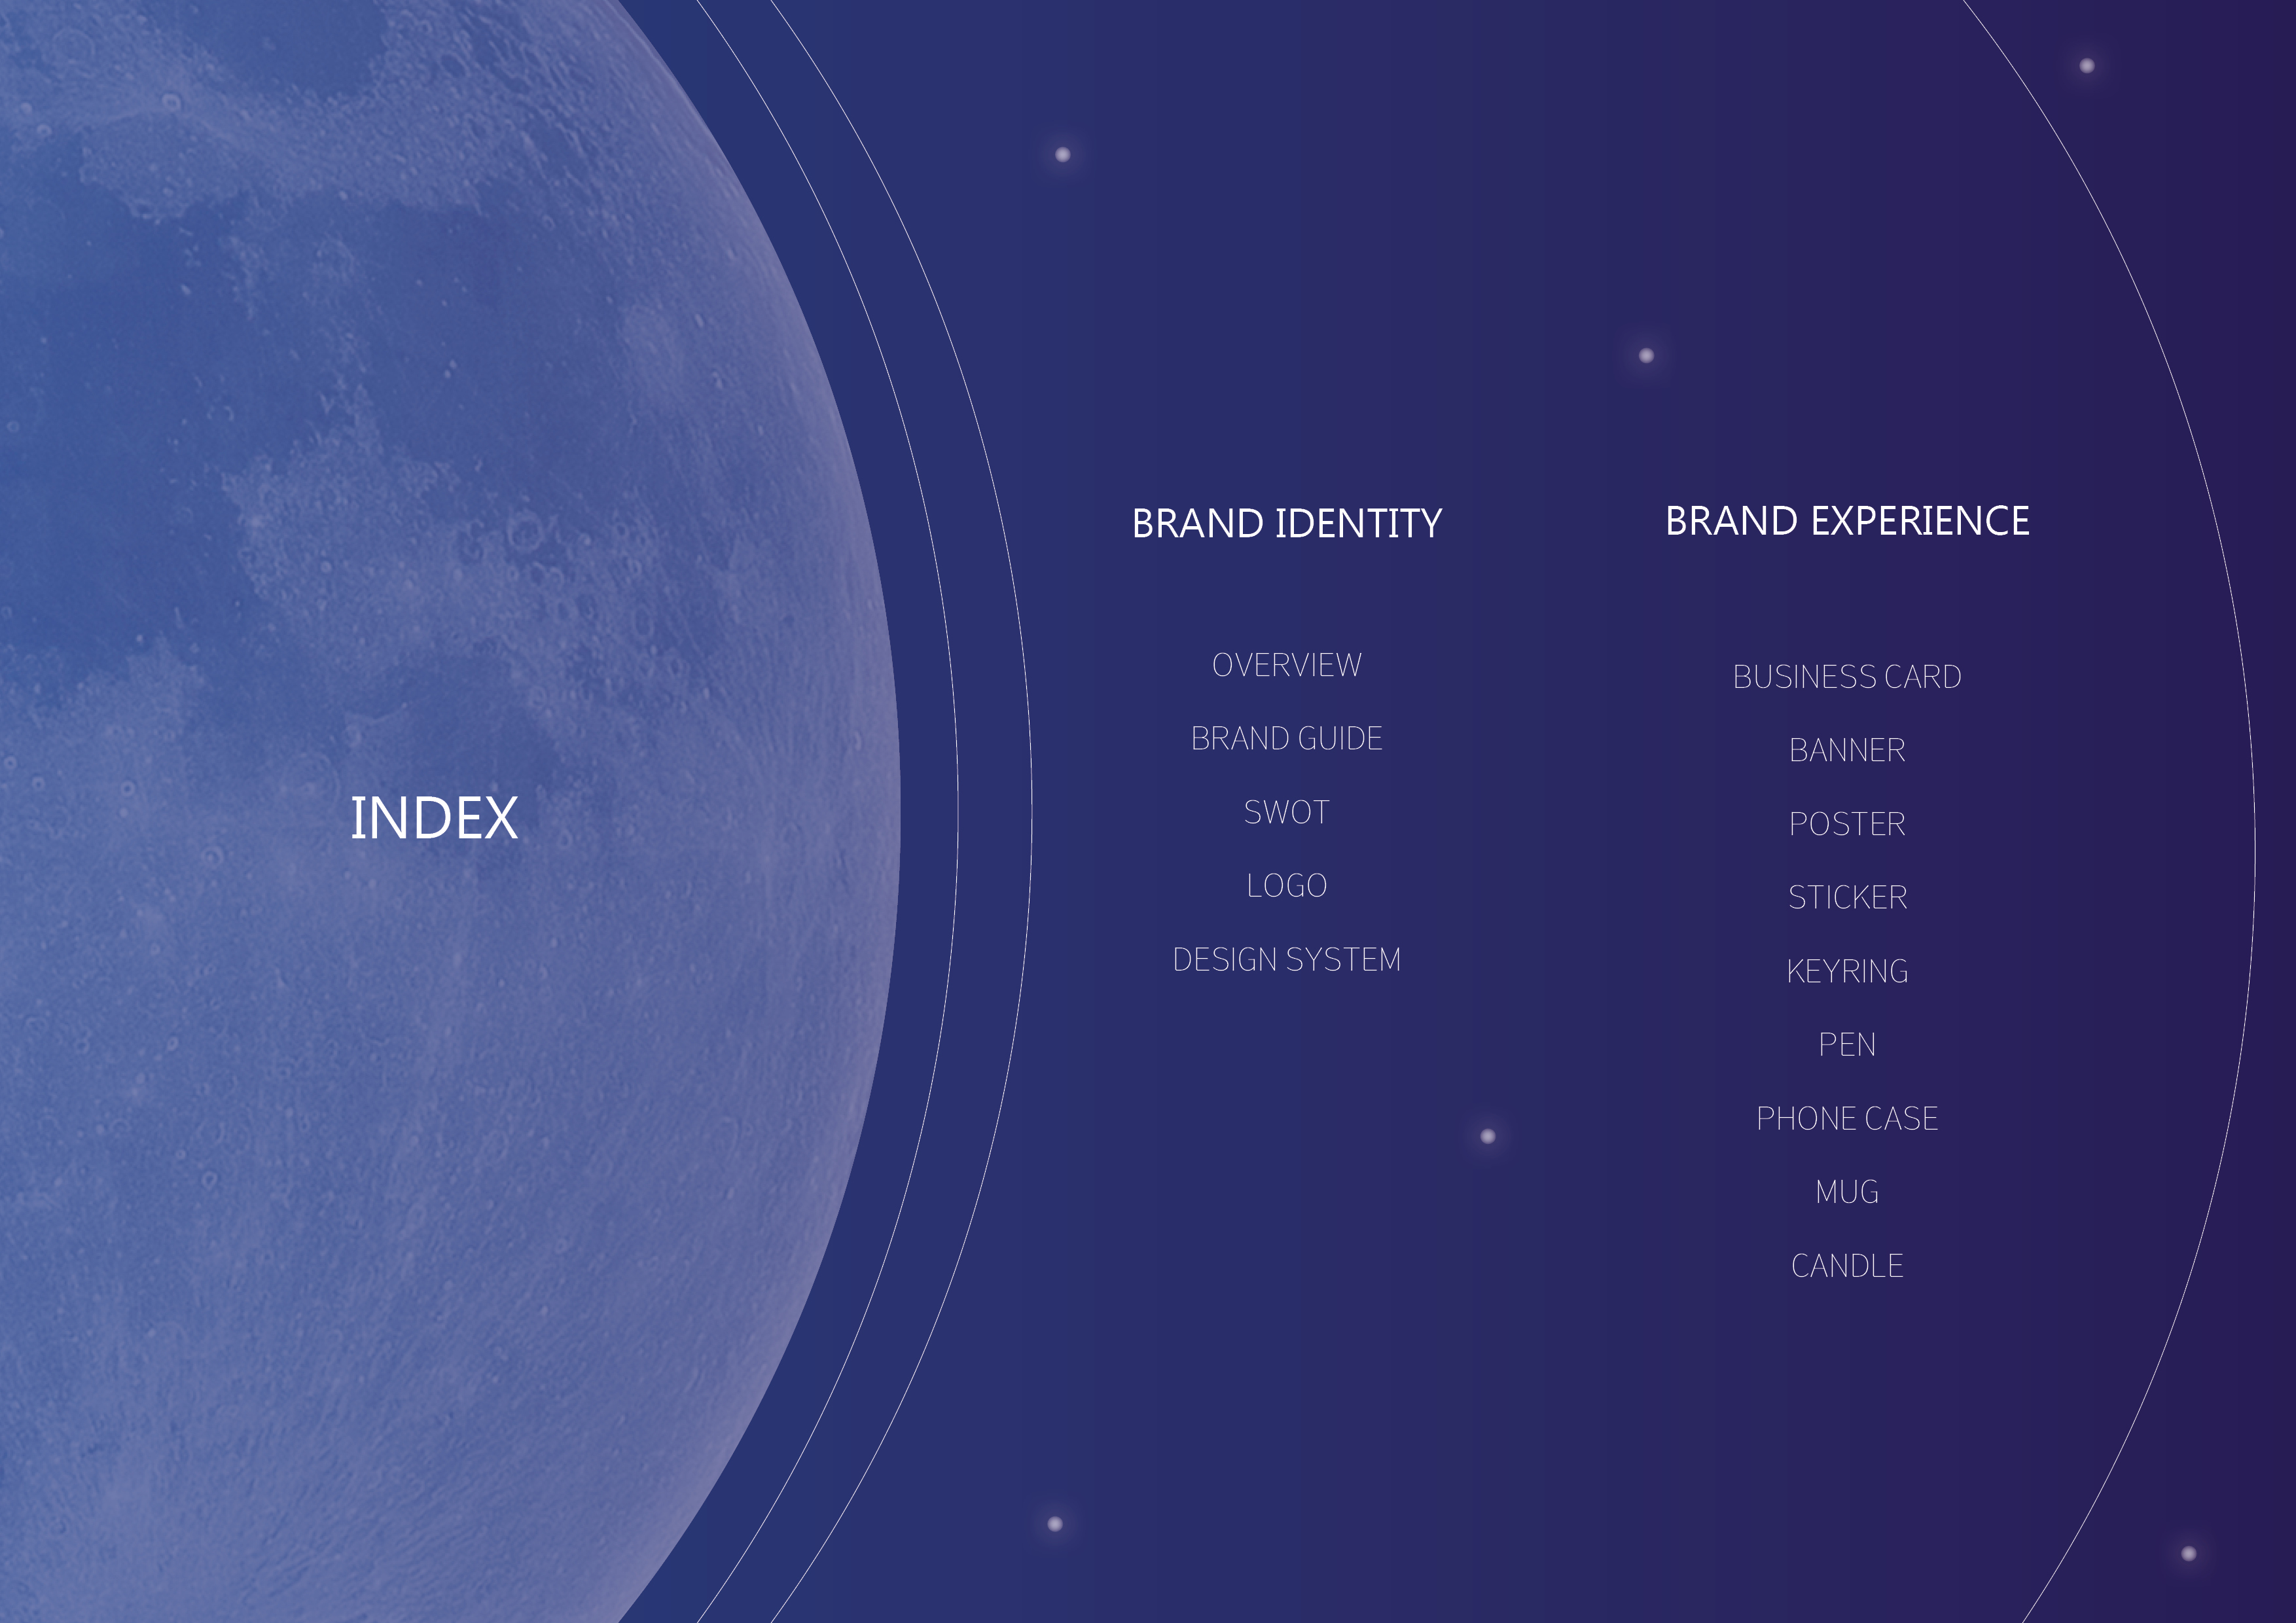 INDEX
BRAND IDENTITY
OVERVIEW
BRAND GUIDE
SWOT
LOGO
DESIGN SYSTEM
BRAND EXPERIENCE
BUSINESS CARD
BANNER
POSTER
STICKER
KEYRING
PEN
PHONE CASE
MUG
CANDLE